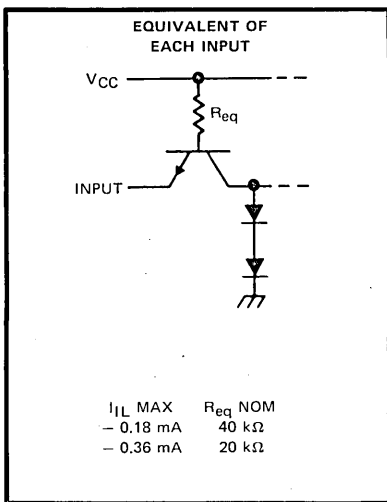 EQUIVALENT OF
EACH INPUT
VCC
Req
INPUT
IIL MAX Req NOM
− 0.18 mA 40 kΩ
− 0.36 mA 20 kΩ